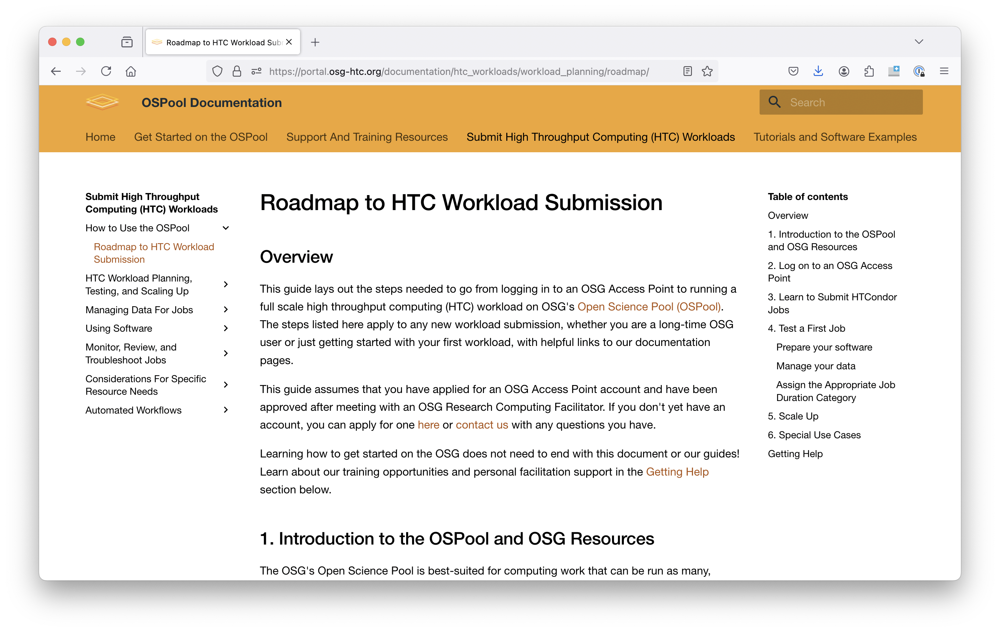 Roadmap to HTC Workload Sub
https://portal.osg-htc.org/documentation/htc_workloads/workload_planning/roadmap/
OSPool Documentation
Search
Home
Get Started on the OSPool
Support And Training Resources
Submit High Throughput Computing (HTC) Workloads
Tutorials and Software Examples
Submit High Throughput
Computing (HTC) Workloads
How to Use the OSPool
Roadmap to HTC Workload
Submission
HTC Workload Planning,
Testing, and Scaling Up
Managing Data For Jobs
Using Software
Monitor, Review, and
Troubleshoot Jobs
Considerations For Specific
Resource Needs
Automated Workflows
Roadmap to HTC Workload Submission
Overview
This guide lays out the steps needed to go from logging in to an OSG Access Point to running a
full scale high throughput computing (HTC) workload on OSG's Open Science Pool (OSPool).
The steps listed here apply to any new workload submission, whether you are a long-time OSG
user or just getting started with your first workload, with helpful links to our documentation
pages.
This guide assumes that you have applied for an OSG Access Point account and have been
approved after meeting with an OSG Research Computing Facilitator. If you don't yet have an
account, you can apply for one here or contact us with any questions you have.
Learning how to get started on the OSG does not need to end with this document or our guides!
Learn about our training opportunities and personal facilitation support in the Getting Help
section below.
1. Introduction to the OSPool and OSG Resources
The OSG's Open Science Pool is best-suited for computing work that can be run as many,
Table of contents
Overview
1. Introduction to the OSPool
and OSG Resources
2. Log on to an OSG Access
Point
3. Learn to Submit HTCondor
Jobs
4. Test a First Job
Prepare your software
Manage your data
Assign the Appropriate Job
Duration Category
5. Scale Up
6. Special Use Cases
Getting Help